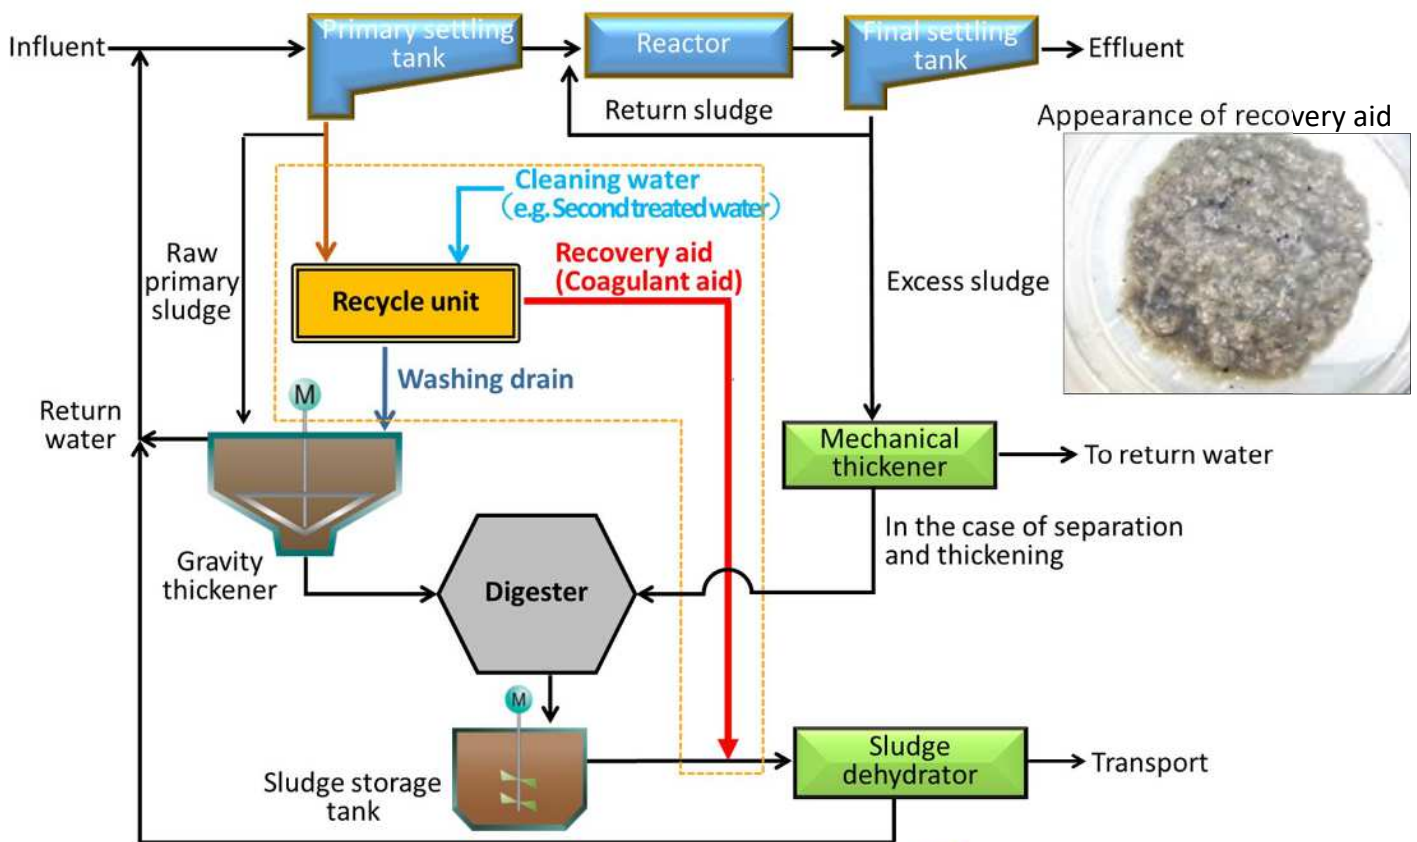 Primary settling
tank
Influent
Reactor
Final settling
tank
Effluent
Return sludge
Appearance of recovery aid
Cleaning water
（e.g. Second treated water）
Raw
primary
sludge
Recovery aid
(Coagulant aid)
Excess sludge
Recycle unit
Washing drain
M
Return
water
Mechanical
thickener
To return water
In the case of separation
and thickening
Gravity
thickener
Digester
M
Sludge
dehydrator
Transport
Sludge storage
tank